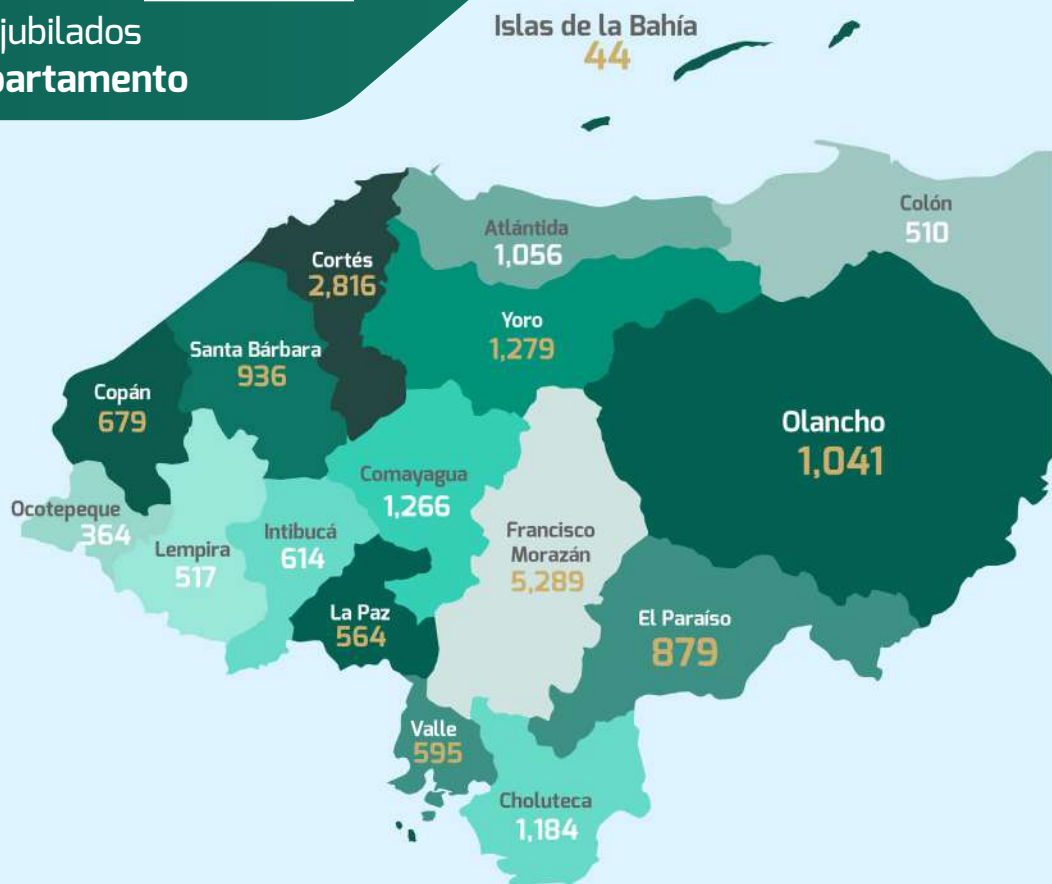 jubilados
partamento
Islas de la Bahía
44
Colón
510
Atlántida
1,056
Cortés
2,816
Yoro
1,279
Santa Bárbara
936
Copán
679
Olancho
1,041
Comayagua
1,266
Ocotepeque
364
Intibucá
614
Francisco
Morazán
5,289
Lempira
517
La Paz
564
El Paraíso
879
Valle
595
Choluteca
1,184